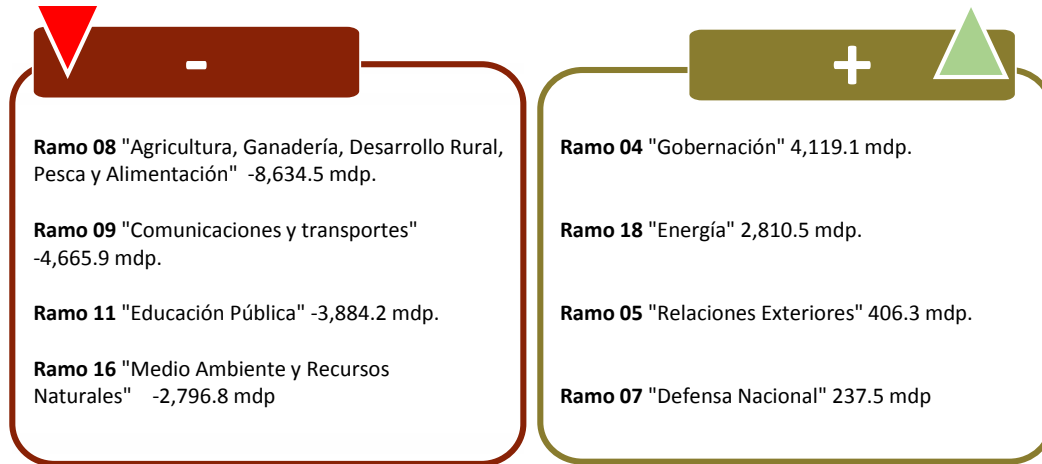 -
Ramo 08 "Agricultura, Ganadería, Desarrollo Rural,
Pesca y Alimentación" -8,634.5 mdp.
Ramo 09 "Comunicaciones y transportes"
-4,665.9 mdp.
Ramo 11 "Educación Pública" -3,884.2 mdp.
Ramo 16 "Medio Ambiente y Recursos
Naturales" -2,796.8 mdp
+
Ramo 04 "Gobernación" 4,119.1 mdp.
Ramo 18 "Energía" 2,810.5 mdp.
Ramo 05 "Relaciones Exteriores" 406.3 mdp.
Ramo 07 "Defensa Nacional" 237.5 mdp